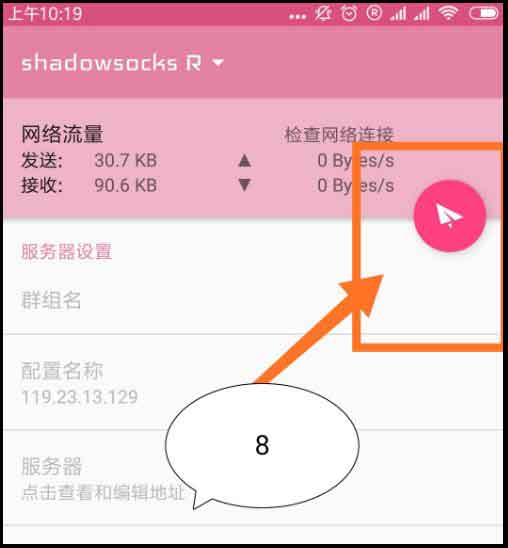 上午10:19
shadowsocks R
网络流量 检查网络连接
发送: 30.7 KB ▲ 0 Bytes/s
接收: 90.6 KB ▼ 0 Bytes/s
服务器设置
群组名
配置名称
119.23.13.129
8
服务器
点击查看和编辑地址